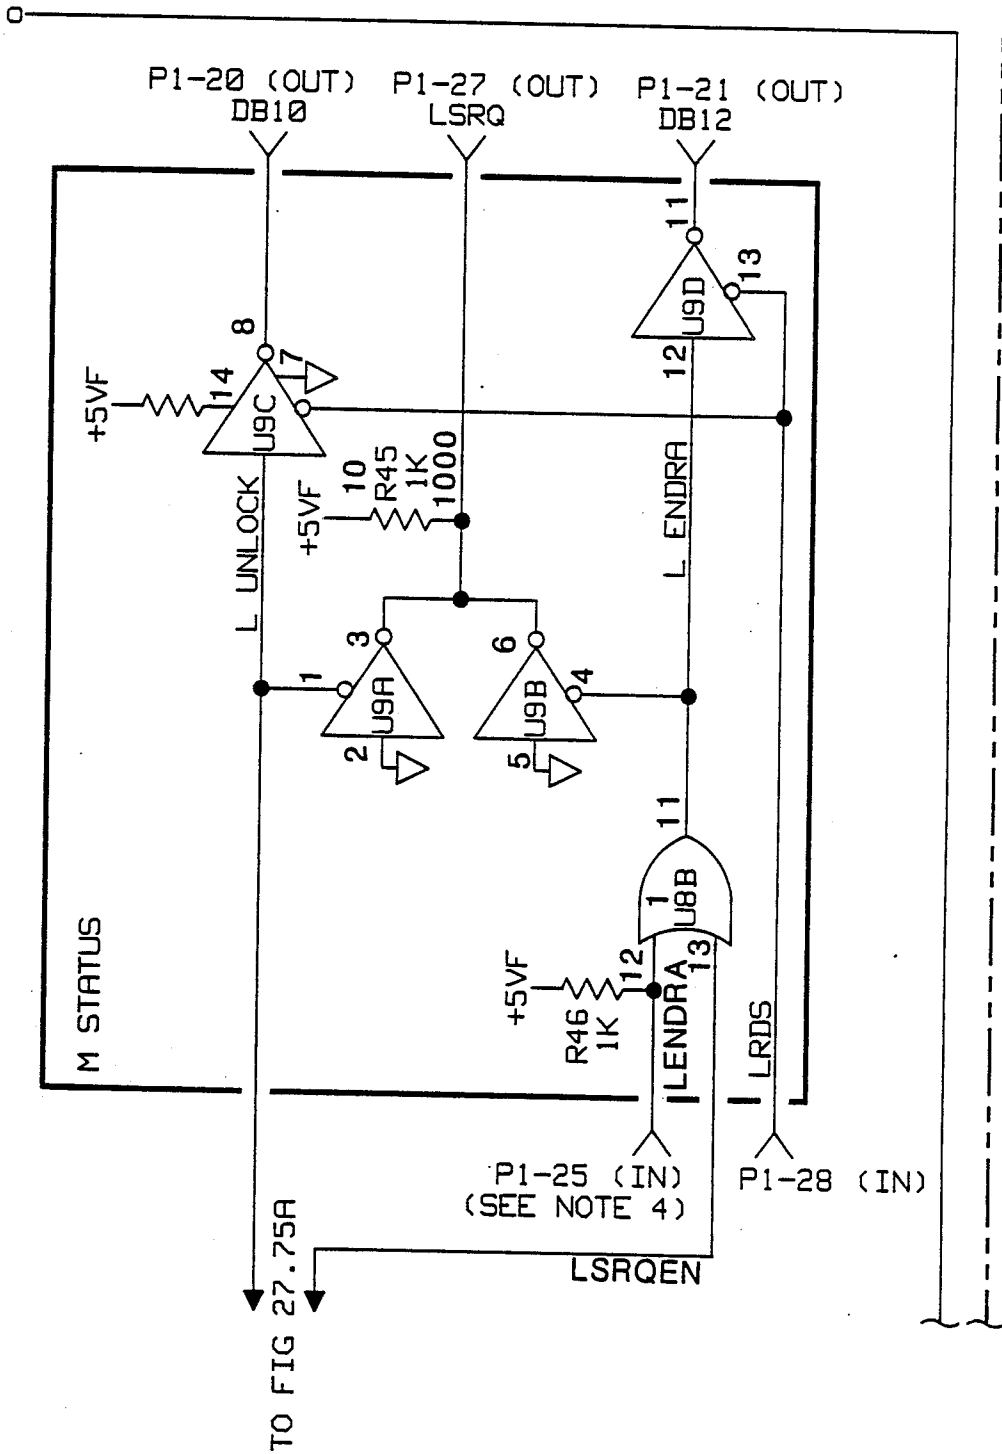 P1-20 (OUT)
DB10
P1-27 (OUT)
LSRQ
P1-21 (OUT)
DB12
11
13
U9D
12
8
7
14
U9C
+5VF
L UNLOCK
+5VF
10
R45
1K
1000
L ENDRA
3
1
U9A
2
6
4
U9B
5
11
1
U8B
12
13
M STATUS
+5VF
R46
1K
LENDRA
LRDS
P1-25 (IN)
(SEE NOTE 4)
P1-28 (IN)
LSRQEN
TO FIG 27.75A